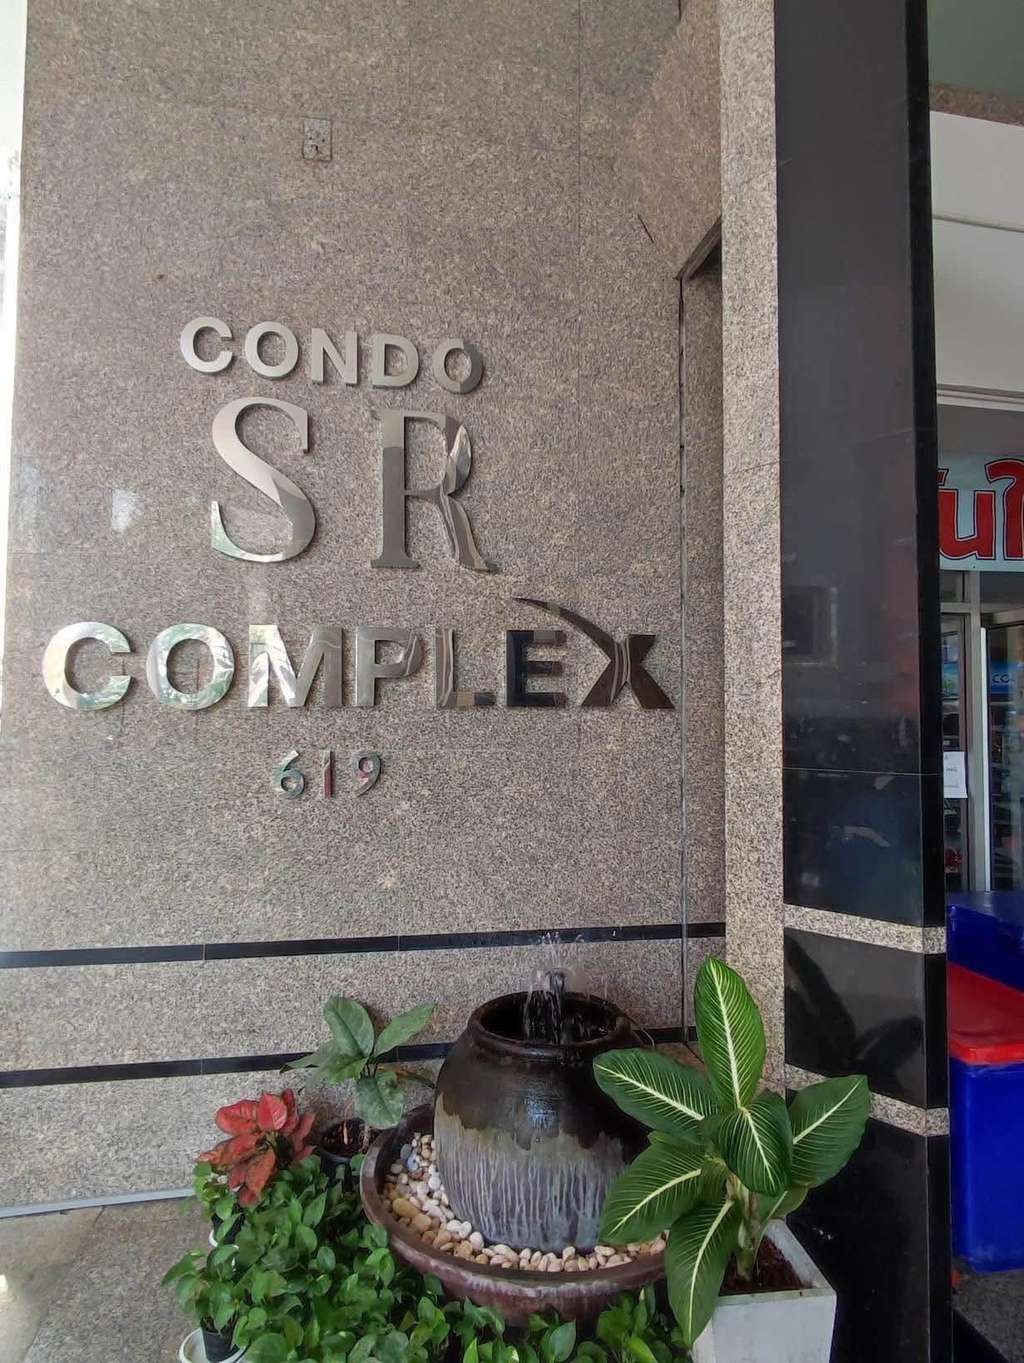 CONDO
SR
COMPLEX
619